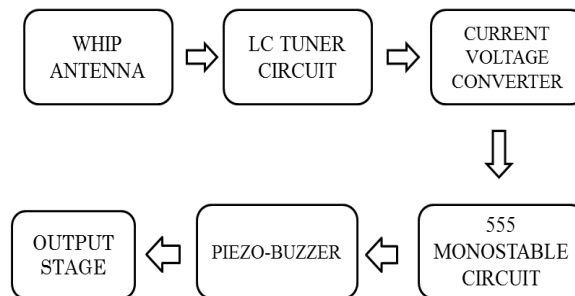 WHIP
ANTENNA
LC TUNER
CIRCUIT
CURRENT
VOLTAGE
CONVERTER
555
MONOSTABLE
CIRCUIT
PIEZO-BUZZER
OUTPUT
STAGE